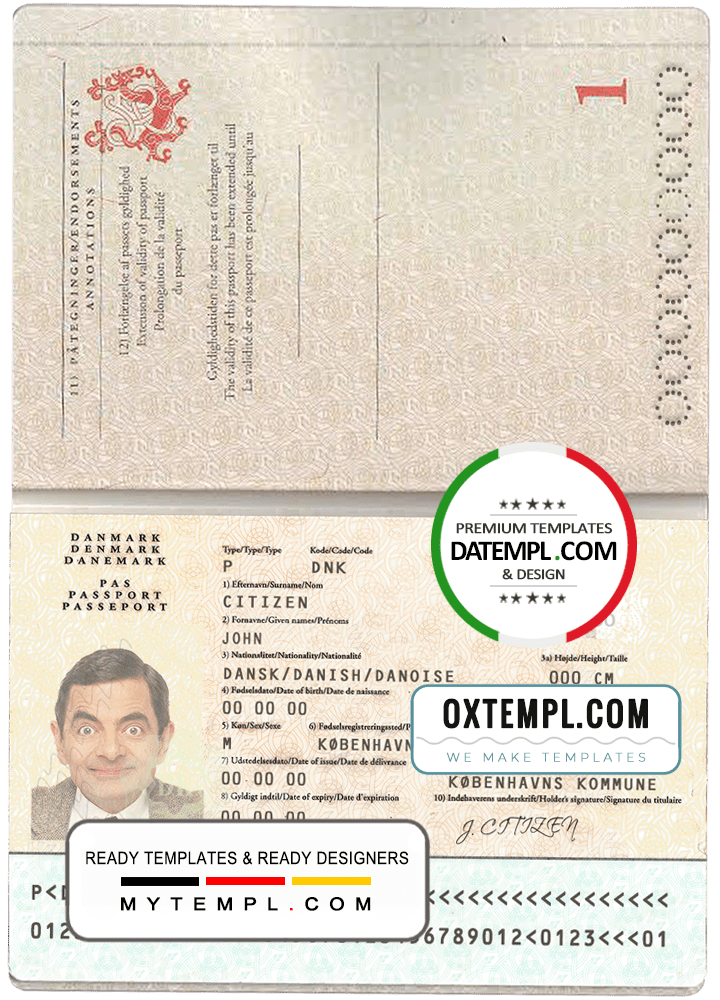 11) PÅTEGNINGER/ENDORSEMENTS
ANNOTATIONS
12) Forlængelse af passets gyldighed
Extension of validity of passport
Prolongation de la validité
du passeport
Gyldighedstiden for dette pas er forlænget til
The validity of this passport has been extended until
La validité de ce passeport est prolongée jusqu'au
1
PREMIUM TEMPLATES
DATEMPL.COM
& DESIGN
DANMARK
DENMARK
DANEMARK
PAS
PASSPORT
PASSEPORT
Type/Type/Type Kode/Code/Code
P DNK
1) Efternavn/Surname/Nom
CITIZEN
2) Fornavne/Given names/Prénoms
JOHN
3) Nationalitet/Nationality/Nationalité 3a) Højde/Height/Taille
DANSK/DANISH/DANOISE 000 CM
4) Fødselsdato/Date of birth/Date de naissance
00 00 00
5) Køn/Sex/Sexe 6) Fødselsregistreringssted/P
M KØBENHAVN
7) Udstedelsesdato/Date of issue/Date de délivrance
00 00 00 KØBENHAVNS KOMMUNE
8) Gyldigt indtil/Date of expiry/Date d'expiration 10) Indehaverens underskrift/Holder's signature/Signature du titulaire
00 00 00 J. CITIZEN
OXTEMPL.COM
WE MAKE TEMPLATES
READY TEMPLATES & READY DESIGNERS
MYTEMPL.COM
P<D <<<<<<<<<<<<<<<<<
012 6789012<0123<<<01